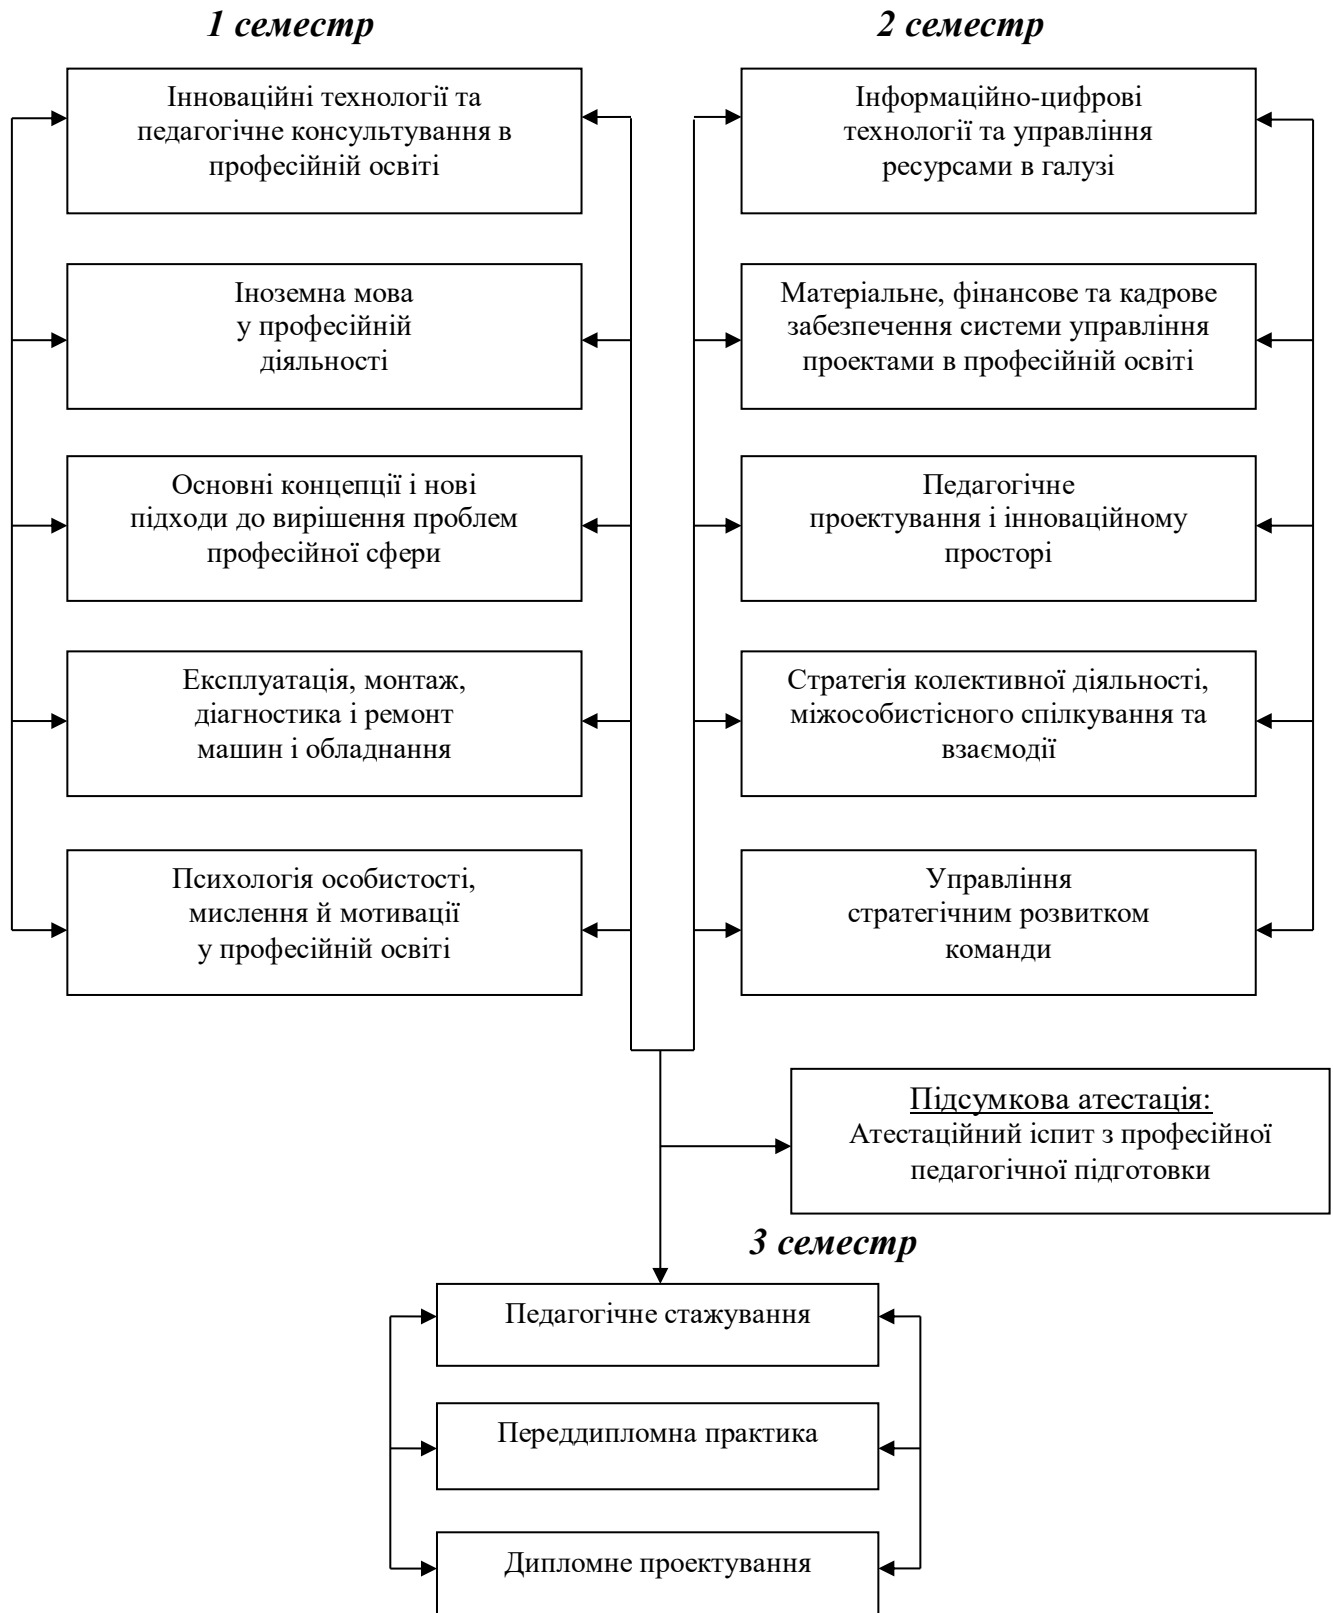 1 семестр
Інноваційні технології та
педагогічне консультування в
професійній освіті
Іноземна мова
у професійній
діяльності
Основні концепції і нові
підходи до вирішення проблем
професійної сфери
Експлуатація, монтаж,
діагностика і ремонт
машин і обладнання
Психологія особистості,
мислення й мотивації
у професійній освіті
2 семестр
Інформаційно-цифрові
технології та управління
ресурсами в галузі
Матеріальне, фінансове та кадрове
забезпечення системи управління
проектами в професійній освіті
Педагогічне
проектування і інноваційному
просторі
Стратегія колективної діяльності,
міжособистісного спілкування та
взаємодії
Управління
стратегічним розвитком
команди
Підсумкова атестація:
Атестаційний іспит з професійної
педагогічної підготовки
3 семестр
Педагогічне стажування
Переддипломна практика
Дипломне проектування